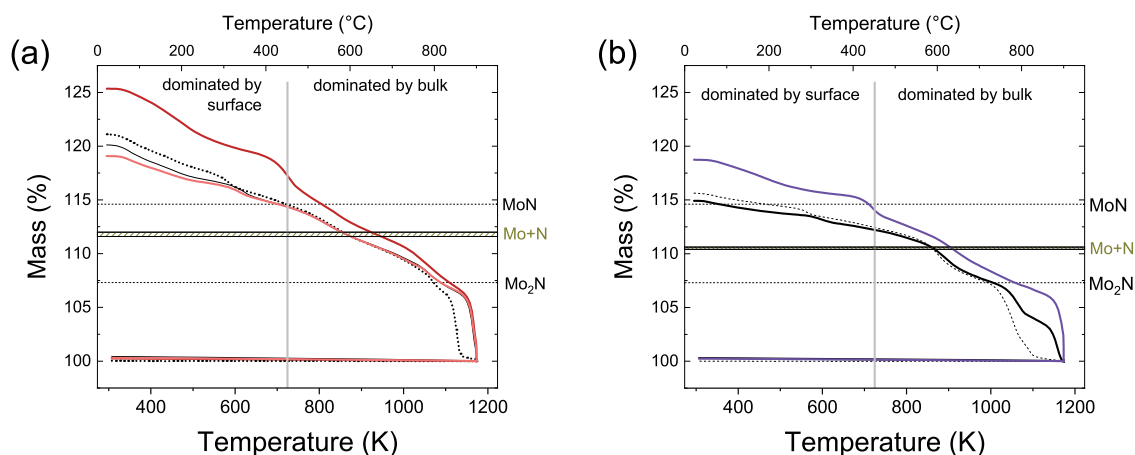 Temperature (°C)
(a)
0 200 400 600 800
dominated by
surface
dominated by bulk
125
120
115
110
105
100
Mass (%)
MoN
Mo+N
Mo₂N
400 600 800 1000 1200
Temperature (K)
Temperature (°C)
(b)
0 200 400 600 800
dominated by surface
dominated by bulk
125
120
115
110
105
100
Mass (%)
MoN
Mo+N
Mo₂N
400 600 800 1000 1200
Temperature (K)